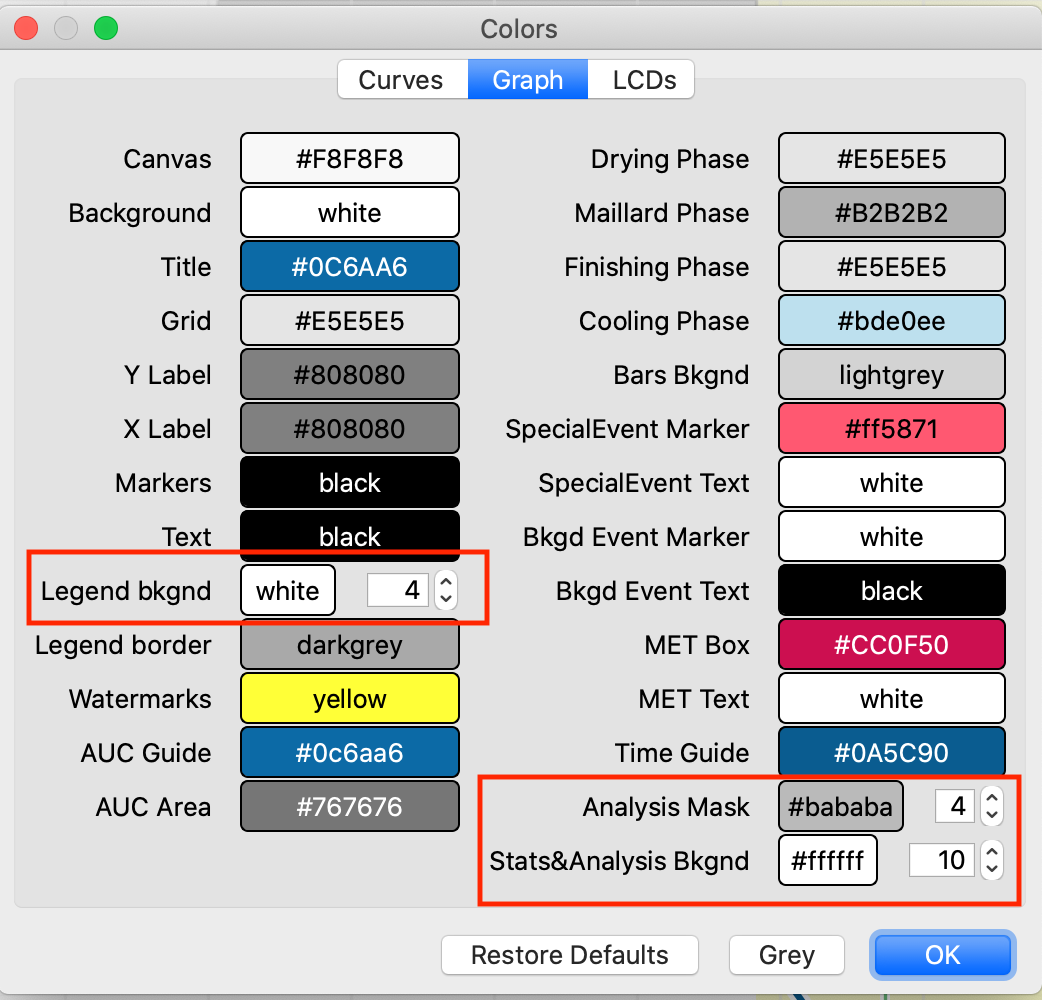 Colors
Curves Graph LCDs
Canvas #F8F8F8 Drying Phase #E5E5E5
Background white Maillard Phase #B2B2B2
Title #0C6AA6 Finishing Phase #E5E5E5
Grid #E5E5E5 Cooling Phase #bde0ee
Y Label #808080 Bars Bkgnd lightgrey
X Label #808080 SpecialEvent Marker #ff5871
Markers black SpecialEvent Text white
Text black Bkgd Event Marker white
Legend bkgnd white 4 Bkgd Event Text black
Legend border darkgrey MET Box #CC0F50
Watermarks yellow MET Text white
AUC Guide #0c6aa6 Time Guide #0A5C90
AUC Area #767676 Analysis Mask #bababa 4
Stats&Analysis Bkgnd #ffffff 10
Restore Defaults Grey OK